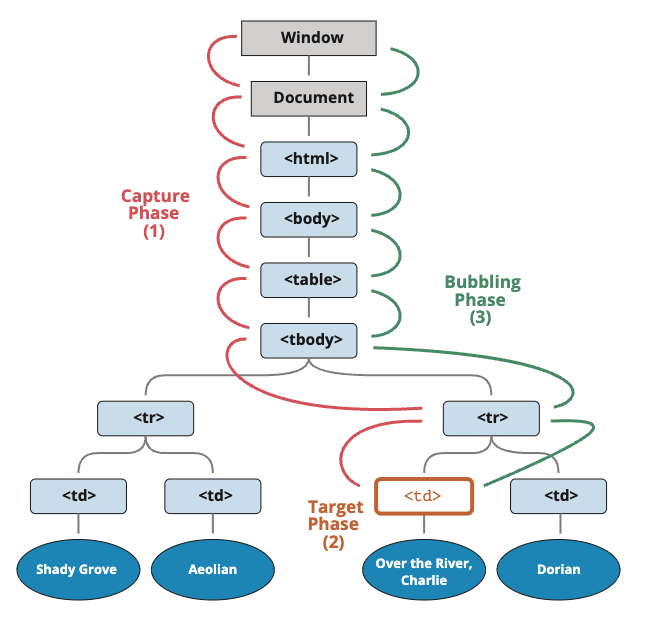 Window
Document
<html>
Capture
Phase
(1)
<body>
<table>
Bubbling
Phase
(3)
<tbody>
<tr>
<tr>
<td>
<td>
<td>
<td>
Target
Phase
(2)
Shady Grove
Aeolian
Over the River,
Charlie
Dorian